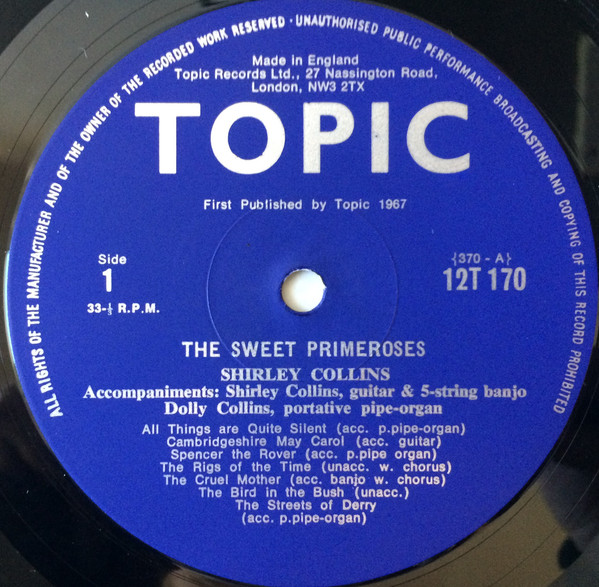 ALL RIGHTS OF THE MANUFACTURER AND OF THE OWNER OF THE RECORDED WORK RESERVED · UNAUTHORISED PUBLIC PERFORMANCE BROADCASTING AND COPYING OF THIS RECORD PROHIBITED
Made in England
Topic Records Ltd., 27 Nassington Road,
London, NW3 2TX
TOPIC
First Published by Topic 1967
Side
1
33-⅓ R.P.M.
{370 - A}
12T 170
THE SWEET PRIMEROSES
SHIRLEY COLLINS
Accompaniments: Shirley Collins, guitar & 5-string banjo
Dolly Collins, portative pipe-organ
All Things are Quite Silent (acc. p.pipe-organ)
Cambridgeshire May Carol (acc. guitar)
Spencer the Rover (acc. p.pipe organ)
The Rigs of the Time (unacc. w. chorus)
The Cruel Mother (acc. banjo w. chorus)
The Bird in the Bush (unacc.)
The Streets of Derry
(acc. p.pipe-organ)